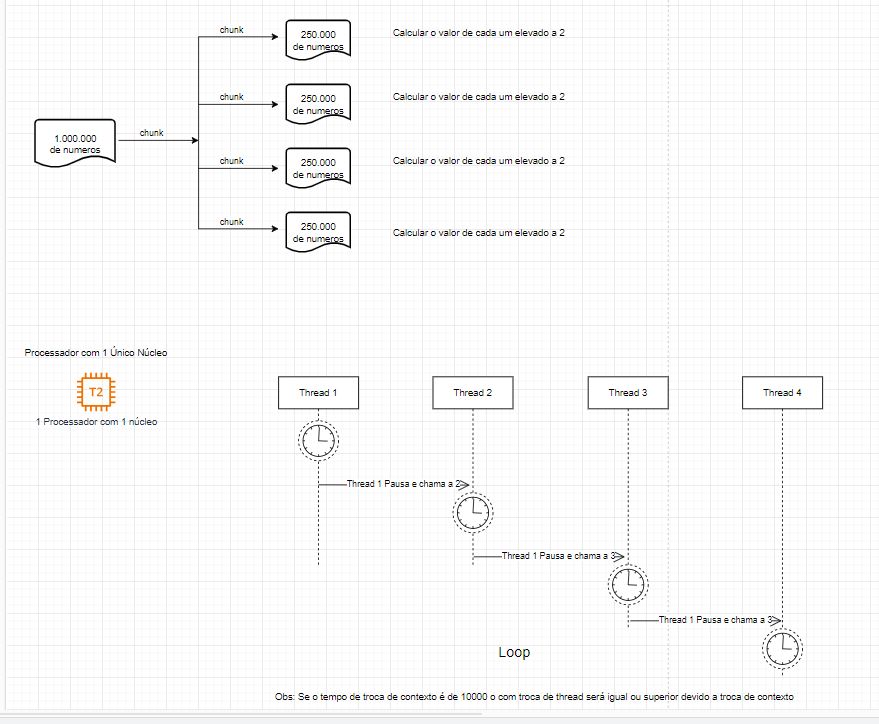 chunk
250.000
de numeros
Calcular o valor de cada um elevado a 2
chunk
250.000
de numeros
Calcular o valor de cada um elevado a 2
1.000.000
de numeros
chunk
chunk
250.000
de numeros
Calcular o valor de cada um elevado a 2
chunk
250.000
de numeros
Calcular o valor de cada um elevado a 2
Processador com 1 Único Núcleo
T2
1 Processador com 1 núcleo
Thread 1
Thread 2
Thread 3
Thread 4
Thread 1 Pausa e chama a 2
Thread 1 Pausa e chama a 3
Thread 1 Pausa e chama a 3
Loop
Obs: Se o tempo de troca de contexto é de 10000 o com troca de thread será igual ou superior devido a troca de contexto